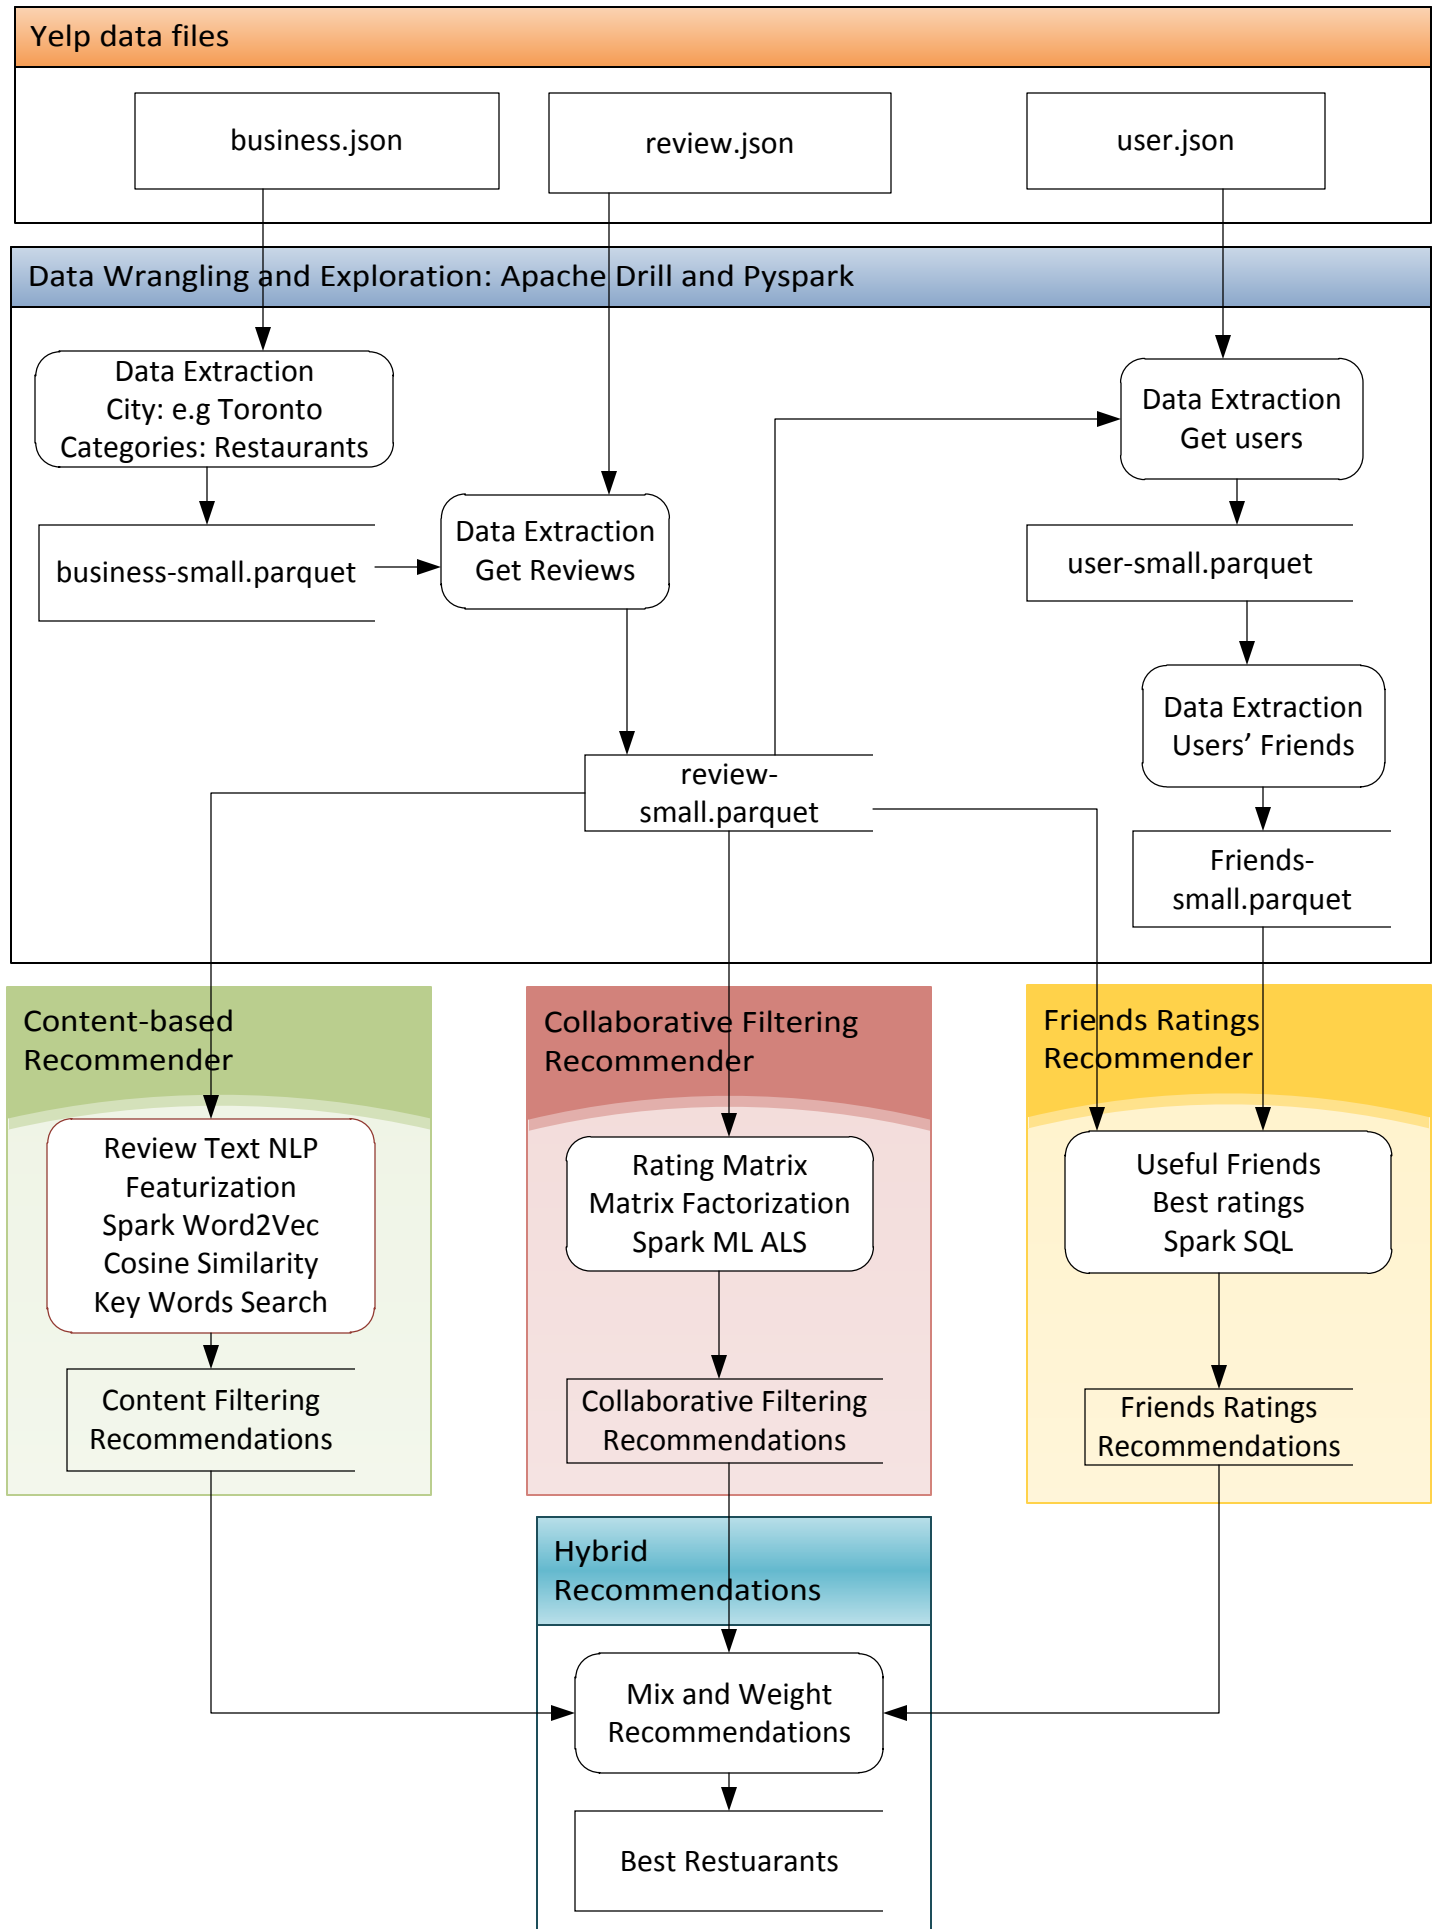 Yelp data files
business.json
review.json
user.json
Data Wrangling and Exploration: Apache Drill and Pyspark
Data Extraction
City: e.g Toronto
Categories: Restaurants
Data Extraction
Get users
Data Extraction
Get Reviews
business-small.parquet
user-small.parquet
Data Extraction
Users’ Friends
review-
small.parquet
Friends-
small.parquet
Content-based
Recommender
Collaborative Filtering
Recommender
Friends Ratings
Recommender
Review Text NLP
Featurization
Spark Word2Vec
Cosine Similarity
Key Words Search
Rating Matrix
Matrix Factorization
Spark ML ALS
Useful Friends
Best ratings
Spark SQL
Content Filtering
Recommendations
Collaborative Filtering
Recommendations
Friends Ratings
Recommendations
Hybrid
Recommendations
Mix and Weight
Recommendations
Best Restuarants